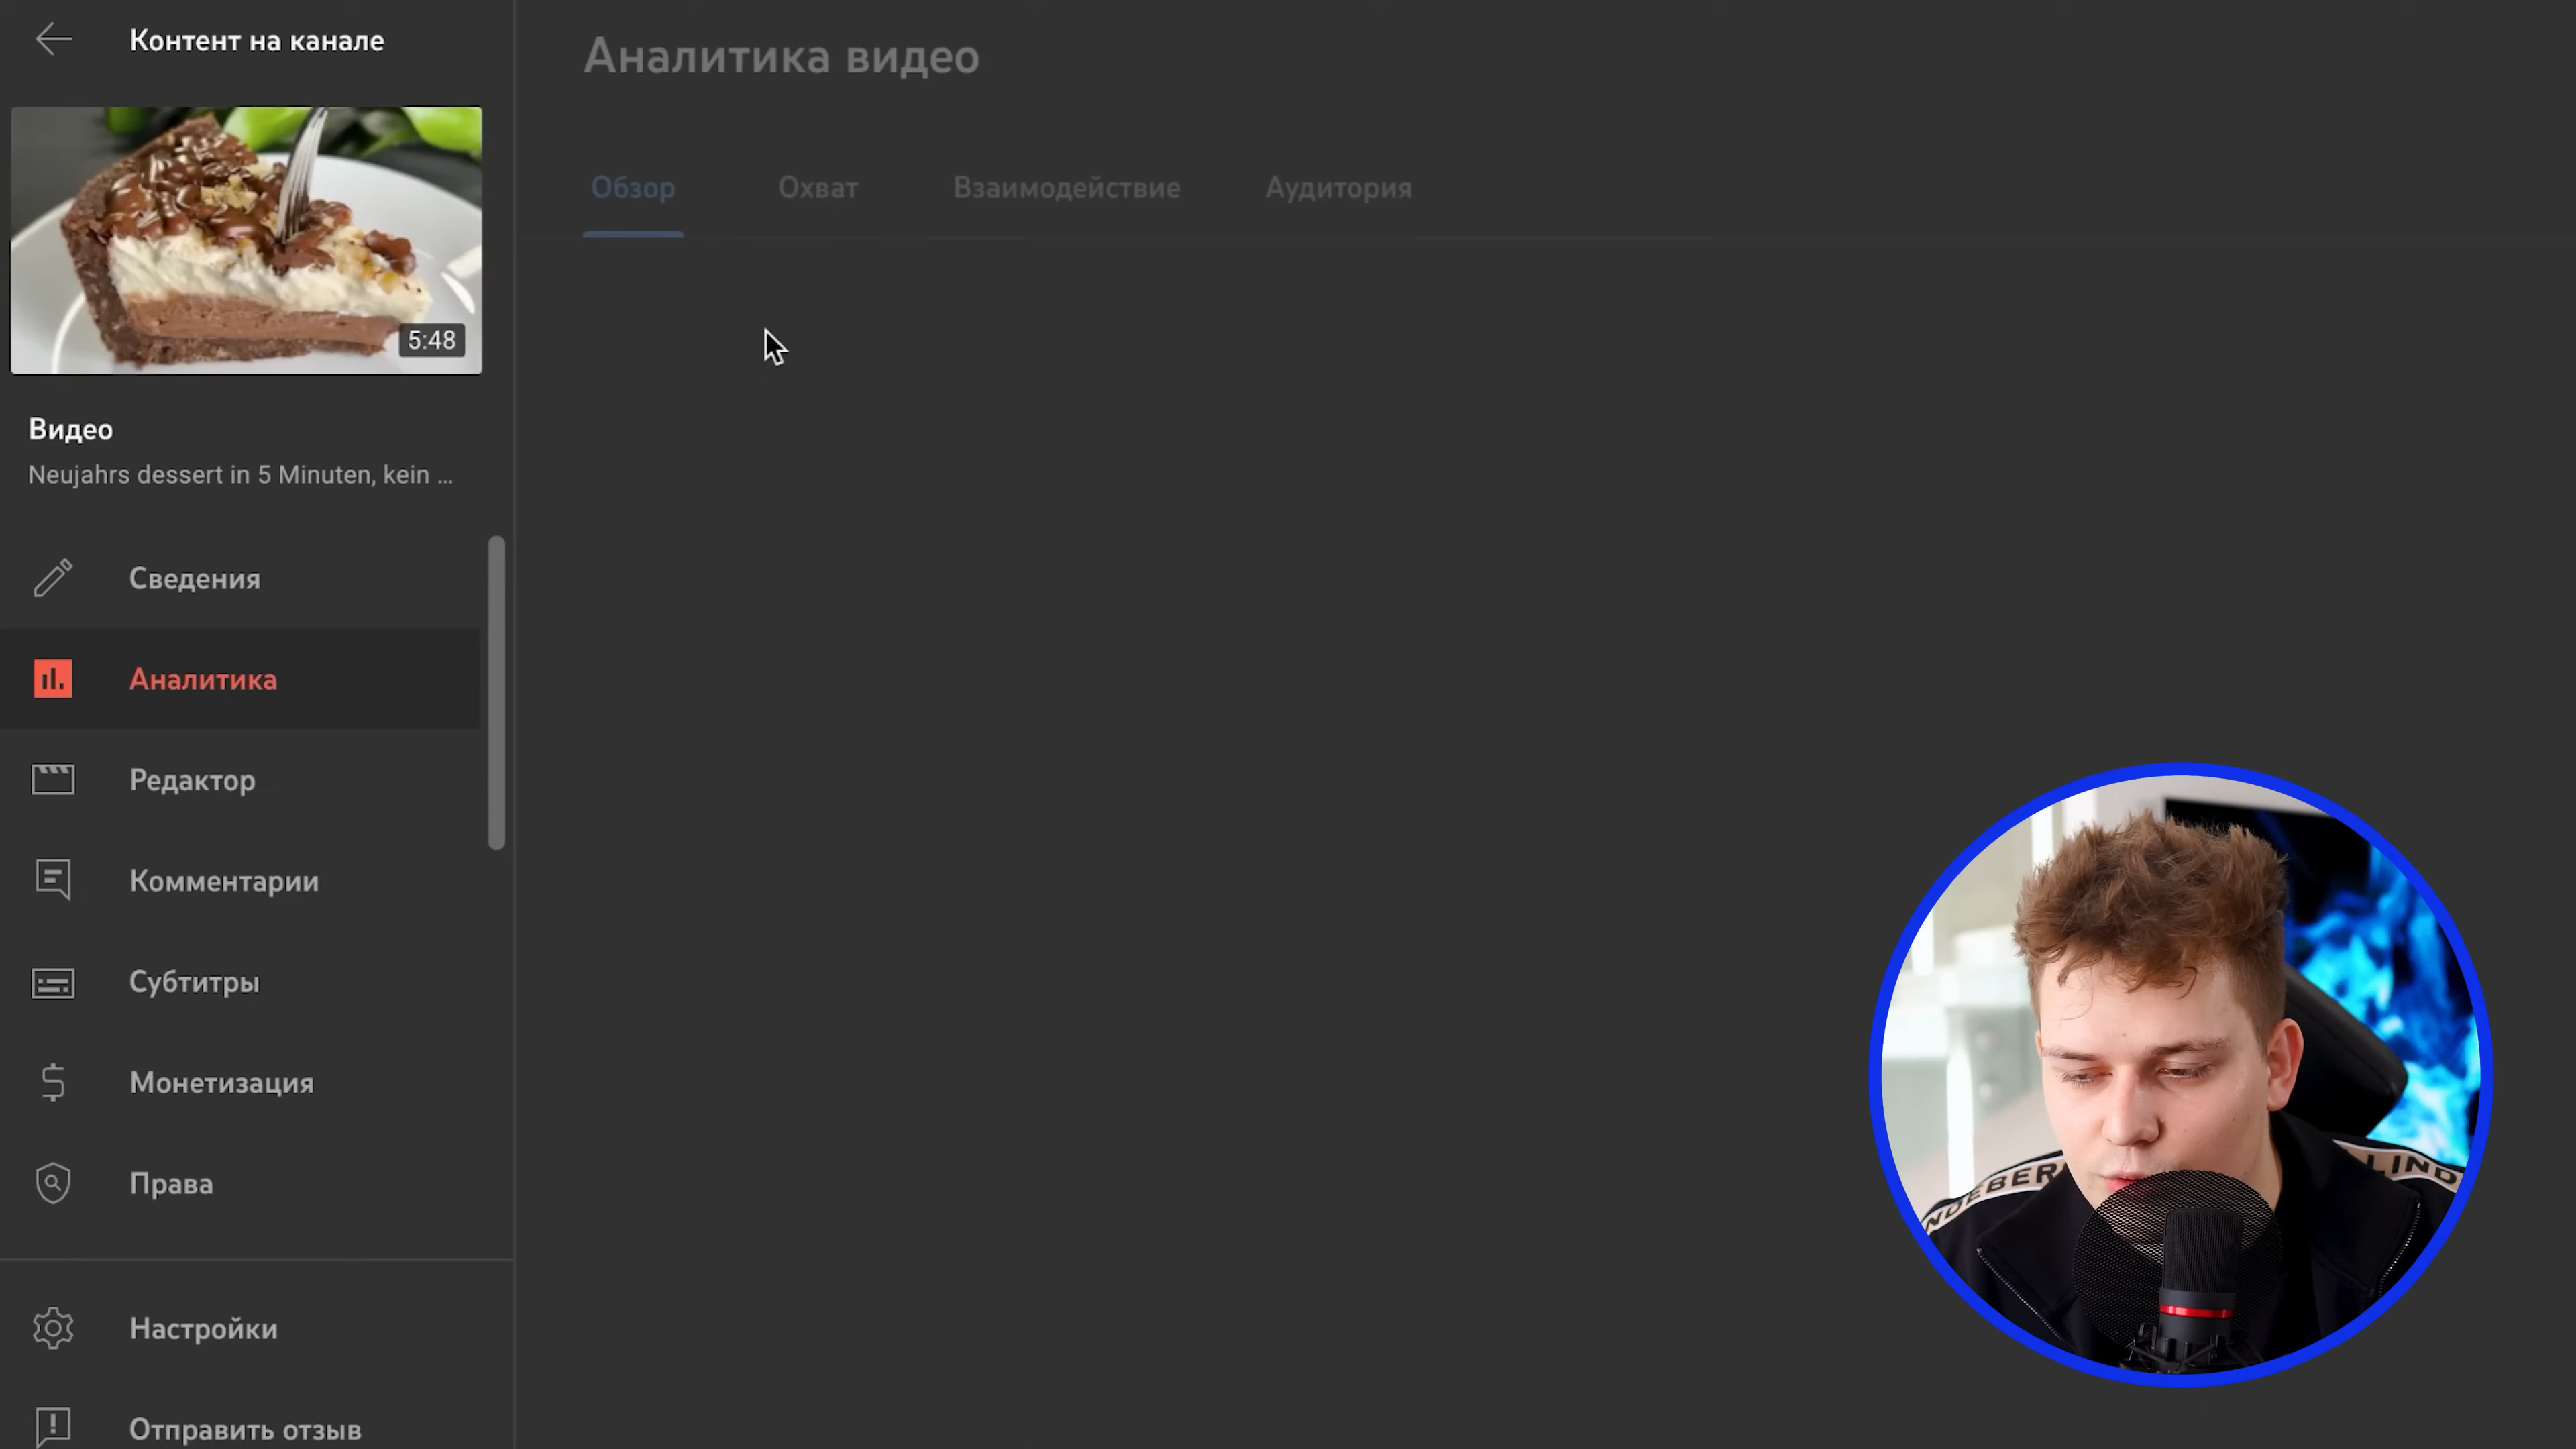 Контент на канале
5:48
Видео
Neujahrs dessert in 5 Minuten, kein ...
Сведения
Аналитика
Редактор
Комментарии
Субтитры
Монетизация
Права
Настройки
Отправить отзыв
Аналитика видео
Обзор
Охват
Взаимодействие
Аудитория